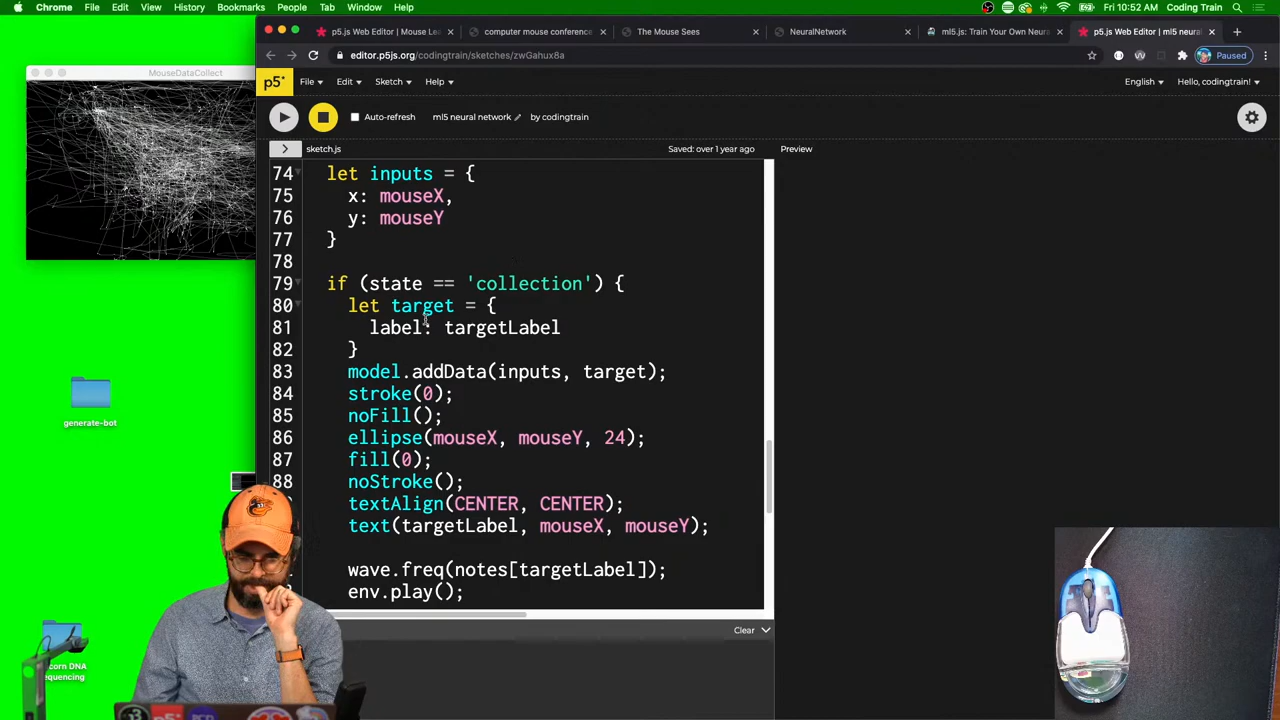 Chrome File Edit View History Bookmarks People Tab Window Help
Fri 10:52 AM Coding Train
MouseDataCollect
p5.js Web Editor | Mouse Le
computer mouse conference
The Mouse Sees
NeuralNetwork
ml5.js: Train Your Own Neura
p5.js Web Editor | ml5 neural
editor.p5js.org/codingtrain/sketches/zwGahux8a
Paused
p5* File Edit Sketch Help
English Hello, codingtrain!
Auto-refresh ml5 neural network by codingtrain
sketch.js Saved: over 1 year ago Preview
74 let inputs = {
75 x: mouseX,
76 y: mouseY
77 }
78
79 if (state == 'collection') {
80 let target = {
81 label: targetLabel
82 }
83 model.addData(inputs, target);
84 stroke(0);
85 noFill();
86 ellipse(mouseX, mouseY, 24);
87 fill(0);
88 noStroke();
textAlign(CENTER, CENTER);
text(targetLabel, mouseX, mouseY);
wave.freq(notes[targetLabel]);
env.play();
Clear
generate-bot
corn DNA
equencing